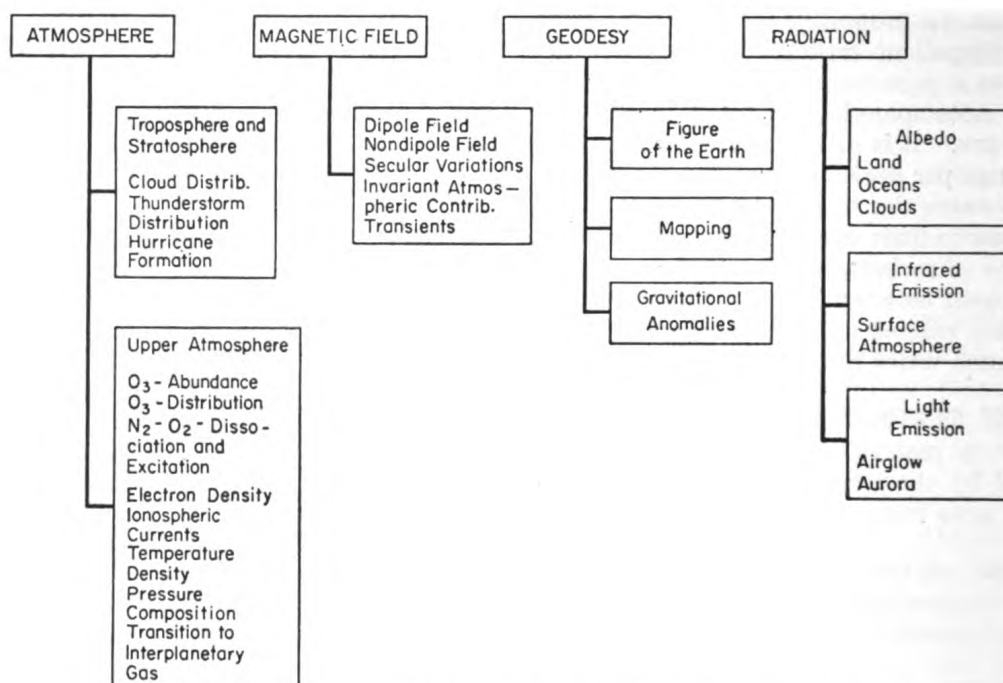 ATMOSPHERE
Troposphere and
Stratosphere
Cloud Distrib.
Thunderstorm
Distribution
Hurricane
Formation
Upper Atmosphere
O₃ - Abundance
O₃ - Distribution
N₂ - O₂ - Disso-
ciation and
Excitation
Electron Density
Ionospheric
Currents
Temperature
Density
Pressure
Composition
Transition to
Interplanetary
Gas
MAGNETIC FIELD
Dipole Field
Nondipole Field
Secular Variations
Invariant Atmos-
pheric Contrib.
Transients
GEODESY
Figure
of the Earth
Mapping
Gravitational
Anomalies
RADIATION
Albedo
Land
Oceans
Clouds
Infrared
Emission
Surface
Atmosphere
Light
Emission
Airglow
Aurora